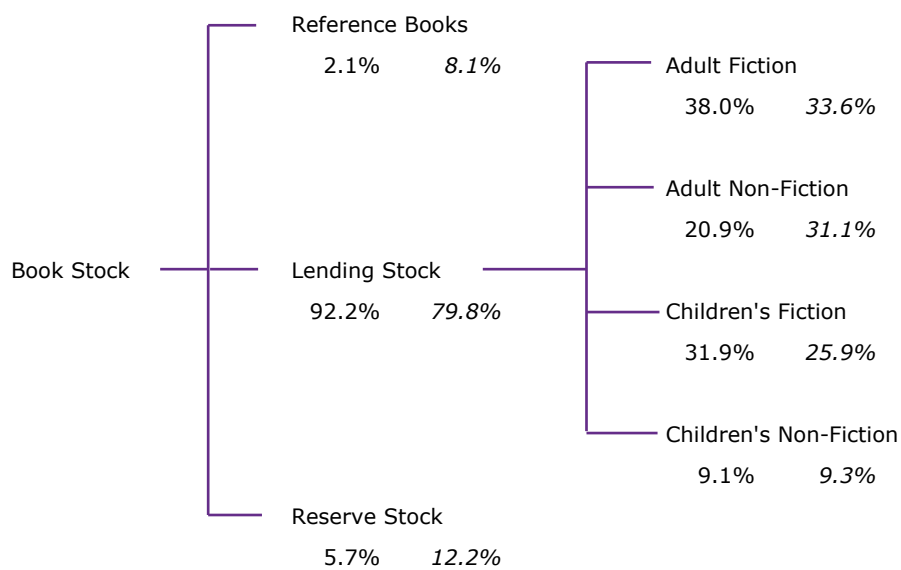 Reference Books
2.1% 8.1%
Adult Fiction
38.0% 33.6%
Adult Non-Fiction
20.9% 31.1%
Book Stock
Lending Stock
92.2% 79.8%
Children's Fiction
31.9% 25.9%
Children's Non-Fiction
9.1% 9.3%
Reserve Stock
5.7% 12.2%